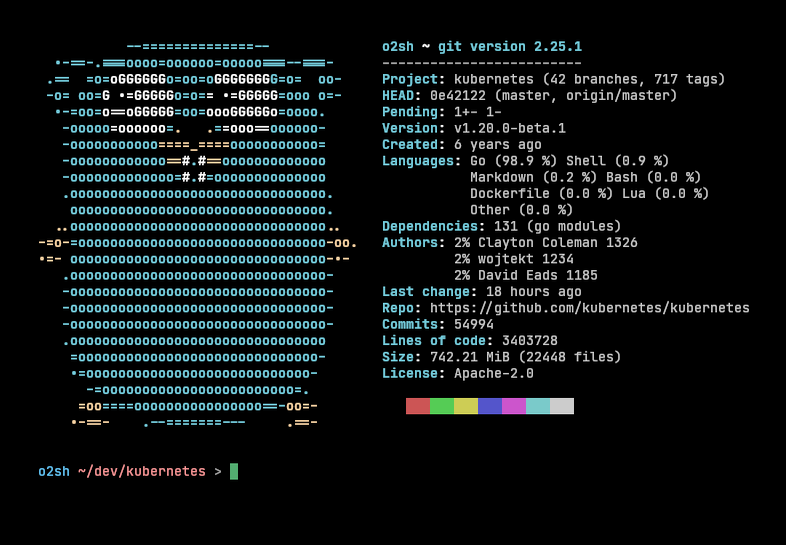 o2sh ~ git version 2.25.1
-------------------------
Project: kubernetes (42 branches, 717 tags)
HEAD: 0e42122 (master, origin/master)
Pending: 1+- 1-
Version: v1.20.0-beta.1
Created: 6 years ago
Languages: Go (98.9 %) Shell (0.9 %)
Markdown (0.2 %) Bash (0.0 %)
Dockerfile (0.0 %) Lua (0.0 %)
Other (0.0 %)
Dependencies: 131 (go modules)
Authors: 2% Clayton Coleman 1326
2% wojtekt 1234
2% David Eads 1185
Last change: 18 hours ago
Repo: https://github.com/kubernetes/kubernetes
Commits: 54994
Lines of code: 3403728
Size: 742.21 MiB (22448 files)
License: Apache-2.0
o2sh ~/dev/kubernetes >